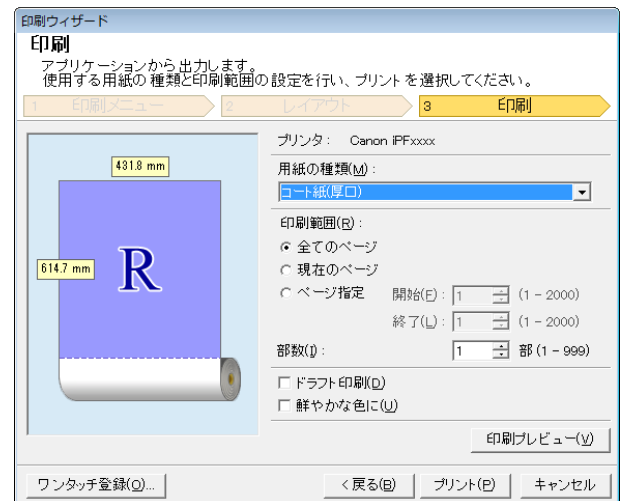 印刷ウィザード
印刷
アプリケーションから出力します。
使用する用紙の種類と印刷範囲の設定を行い、プリントを選択してください。
1 印刷メニュー 2 レイアウト 3 印刷
プリンタ: Canon iPFxxxx
431.8 mm
用紙の種類(M):
コート紙(厚口)
印刷範囲(R):
全てのページ
614.7 mm
R
現在のページ
ページ指定 開始(F): 1 (1 - 2000)
終了(L): 1 (1 - 2000)
部数(I): 1 部 (1 - 999)
ドラフト印刷(D)
鮮やかな色に(U)
印刷プレビュー(V)
ワンタッチ登録(O)... < 戻る(B) プリント(P) キャンセル